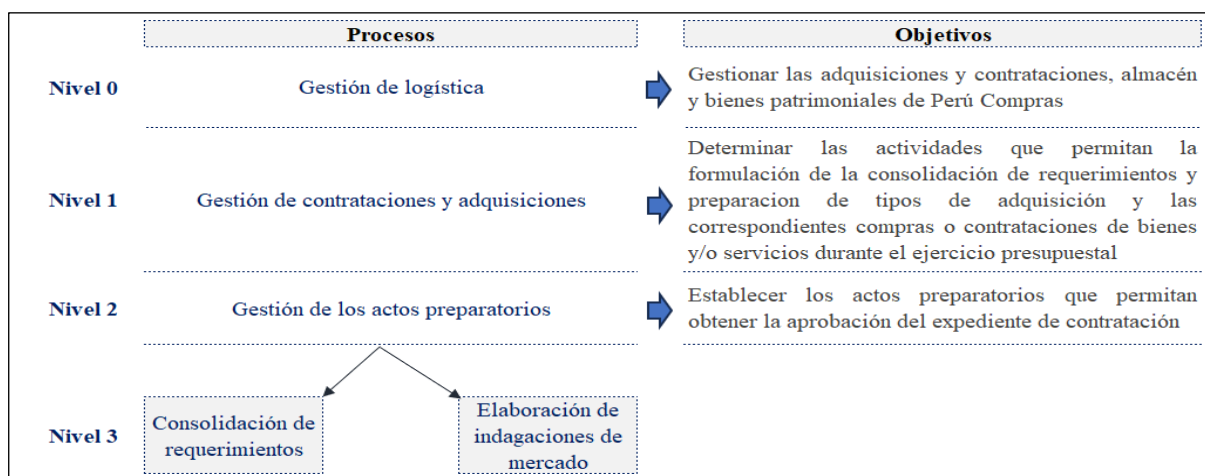 Procesos
Objetivos
Nivel 0
Gestión de logística
Gestionar las adquisiciones y contrataciones, almacén
y bienes patrimoniales de Perú Compras
Nivel 1
Gestión de contrataciones y adquisiciones
Determinar las actividades que permitan la
formulación de la consolidación de requerimientos y
preparacion de tipos de adquisición y las
correspondientes compras o contrataciones de bienes
y/o servicios durante el ejercicio presupuestal
Nivel 2
Gestión de los actos preparatorios
Establecer los actos preparatorios que permitan
obtener la aprobación del expediente de contratación
Nivel 3
Consolidación de
requerimientos
Elaboración de
indagaciones de
mercado